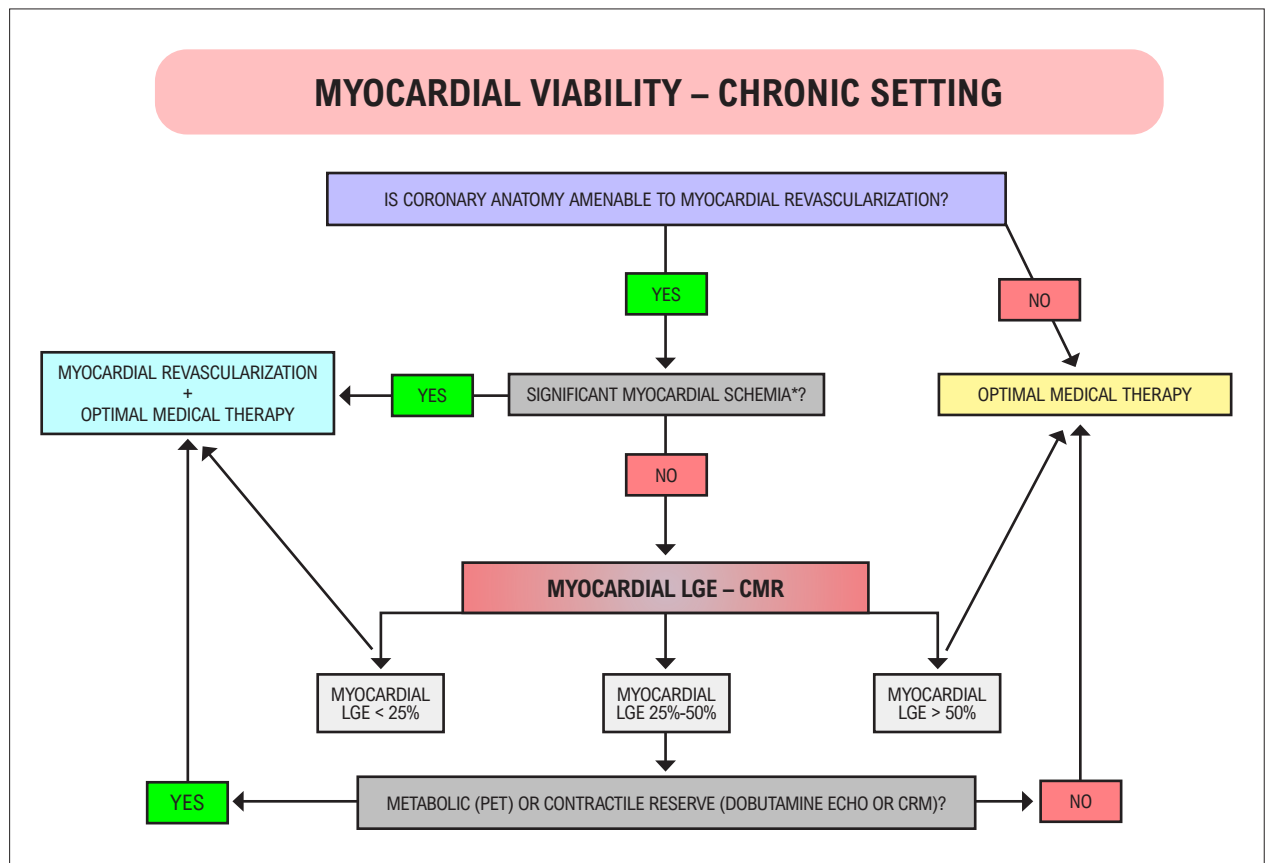 MYOCARDIAL VIABILITY – CHRONIC SETTING
IS CORONARY ANATOMY AMENABLE TO MYOCARDIAL REVASCULARIZATION?
YES
NO
MYOCARDIAL REVASCULARIZATION
+
OPTIMAL MEDICAL THERAPY
YES
SIGNIFICANT MYOCARDIAL SCHEMIA*?
OPTIMAL MEDICAL THERAPY
NO
MYOCARDIAL LGE – CMR
MYOCARDIAL
LGE < 25%
MYOCARDIAL
LGE 25%-50%
MYOCARDIAL
LGE > 50%
YES
METABOLIC (PET) OR CONTRACTILE RESERVE (DOBUTAMINE ECHO OR CRM)?
NO